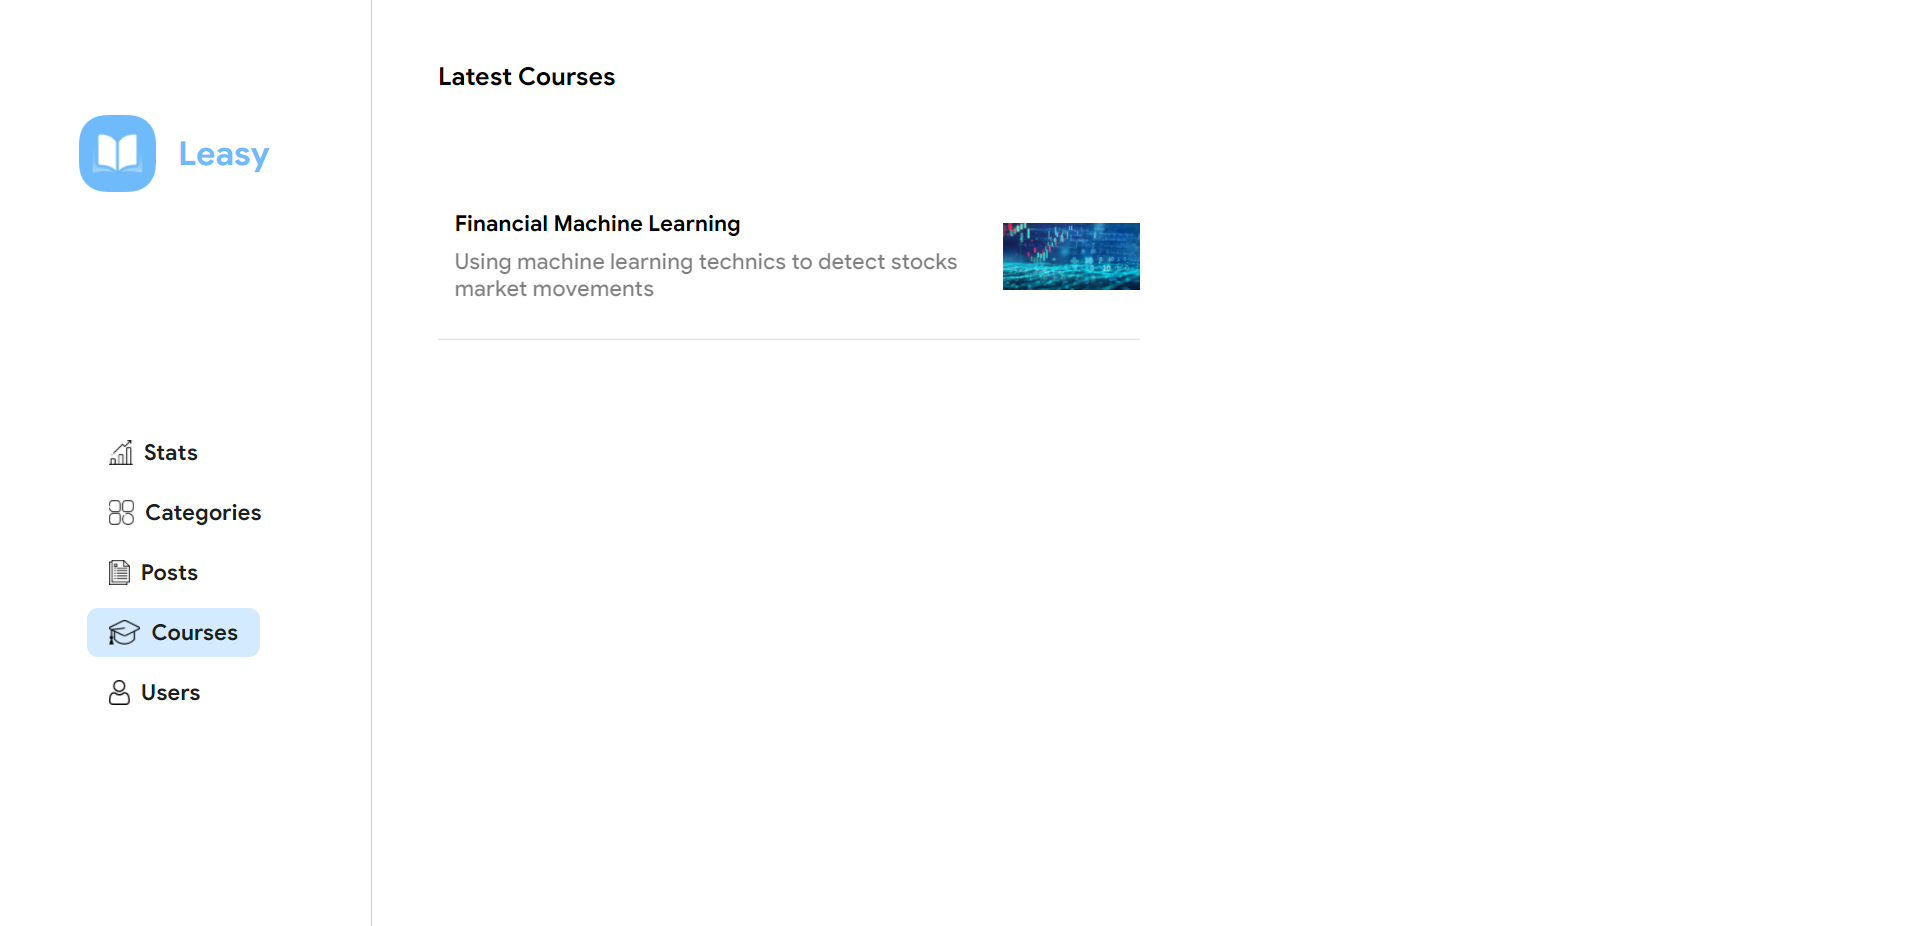 Leasy
Stats
Categories
Posts
Courses
Users
Latest Courses
Financial Machine Learning
Using machine learning technics to detect stocks
market movements